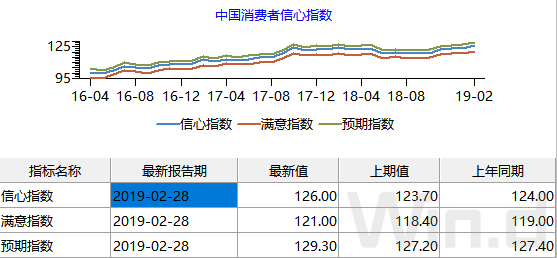 中国消费者信心指数
125
95
16-04 16-08 16-12 17-04 17-08 17-12 18-04 18-08 19-02
信心指数 满意指数 预期指数
指标名称 最新报告期 最新值 上期值 上年同期
信心指数 2019-02-28 126.00 123.70 124.00
满意指数 2019-02-28 121.00 118.40 119.00
预期指数 2019-02-28 129.30 127.20 127.40